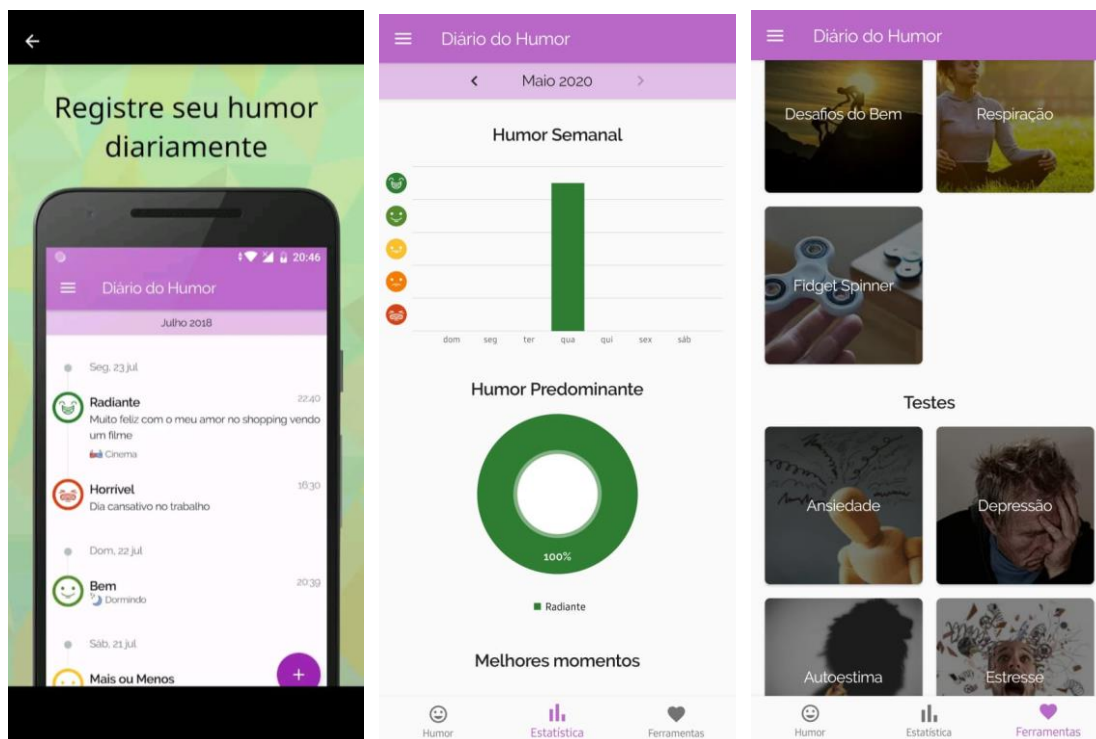 Registre seu humor
diariamente
20:46
Diário do Humor
Julho 2018
Seg, 23 jul
Radiante
22:40
Muito feliz com o meu amor no shopping vendo
um filme
Cinema
Horrivel
16:30
Dia cansativo no trabalho
Dom, 22 jul
Bem
20:39
Dormindo
Sáb, 21 jul
Mais ou Menos
+
Diário do Humor
Maio 2020
Humor Semanal
dom seg ter qua qui sex sáb
Humor Predominante
100%
Radiante
Melhores momentos
Humor Estatística Ferramentas
Diário do Humor
Desafios do Bem
Respiração
Fidget Spinner
Testes
Ansiedade
Depressão
Autoestima
Estresse
Humor Estatística Ferramentas